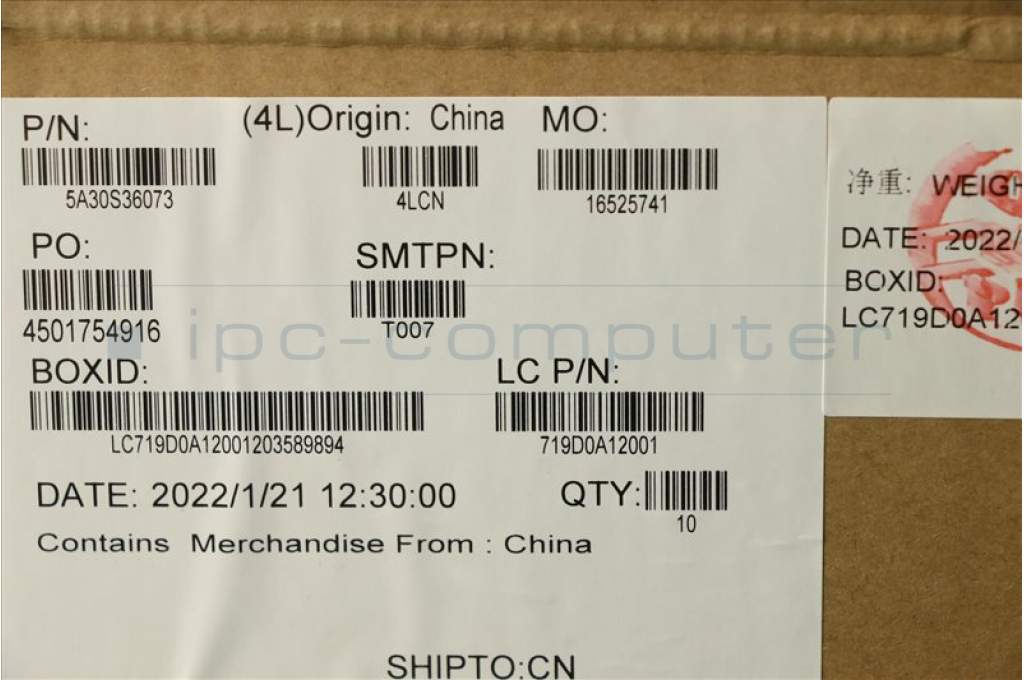 P/N: (4L)Origin: China MO:
5A30S36073 4LCN 16525741
PO: SMTPN:
4501754916 T007
BOXID: LC P/N:
LC719D0A12001203589894 719D0A12001
DATE: 2022/1/21 12:30:00 QTY:
10
Contains Merchandise From : China
SHIPTO:CN
净重: WEIGH
DATE: 2022/
BOXID:
LC719D0A120
ipc-computer